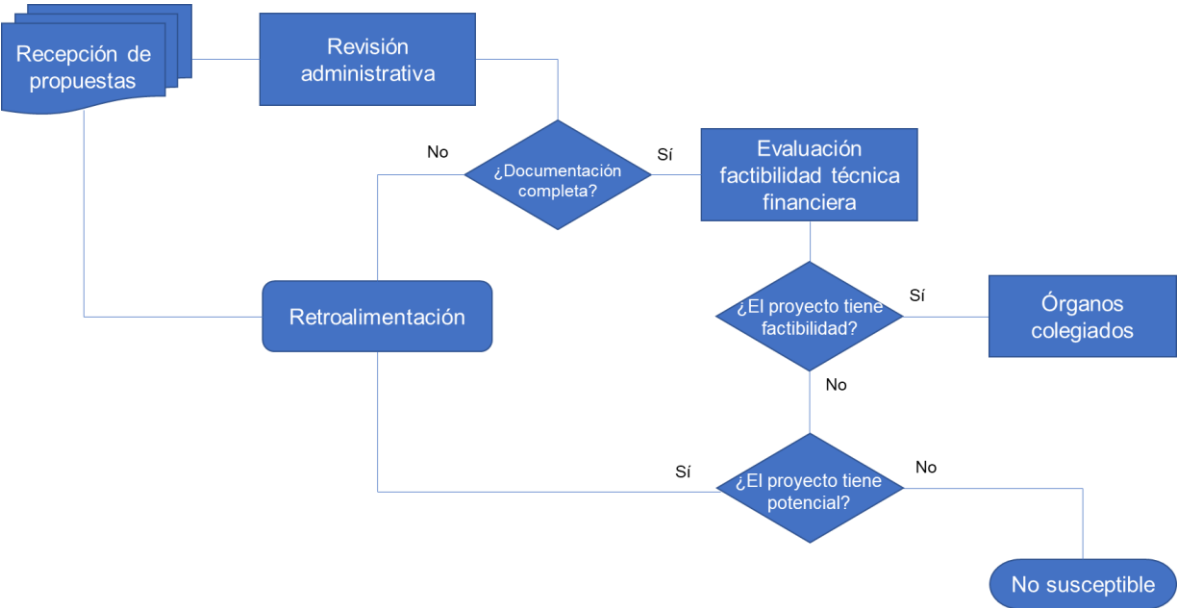 Recepción de
propuestas
Revisión
administrativa
No
¿Documentación
completa?
Sí
Evaluación
factibilidad técnica
financiera
Retroalimentación
¿El proyecto tiene
factibilidad?
Sí
Órganos
colegiados
No
Sí
¿El proyecto tiene
potencial?
No
No susceptible